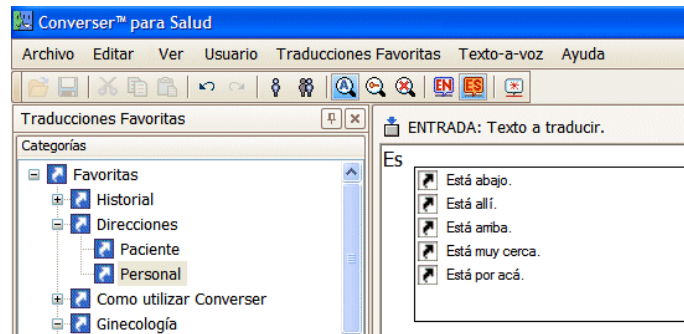 Converser™ para Salud
Archivo Editar Ver Usuario Traducciones Favoritas Texto-a-voz Ayuda
A EN ES
Traducciones Favoritas
Categorías
Favoritas
Historial
Direcciones
Paciente
Personal
Como utilizar Converser
Ginecología
ENTRADA: Texto a traducir.
Es
Está abajo.
Está allí.
Está arriba.
Está muy cerca.
Está por acá.